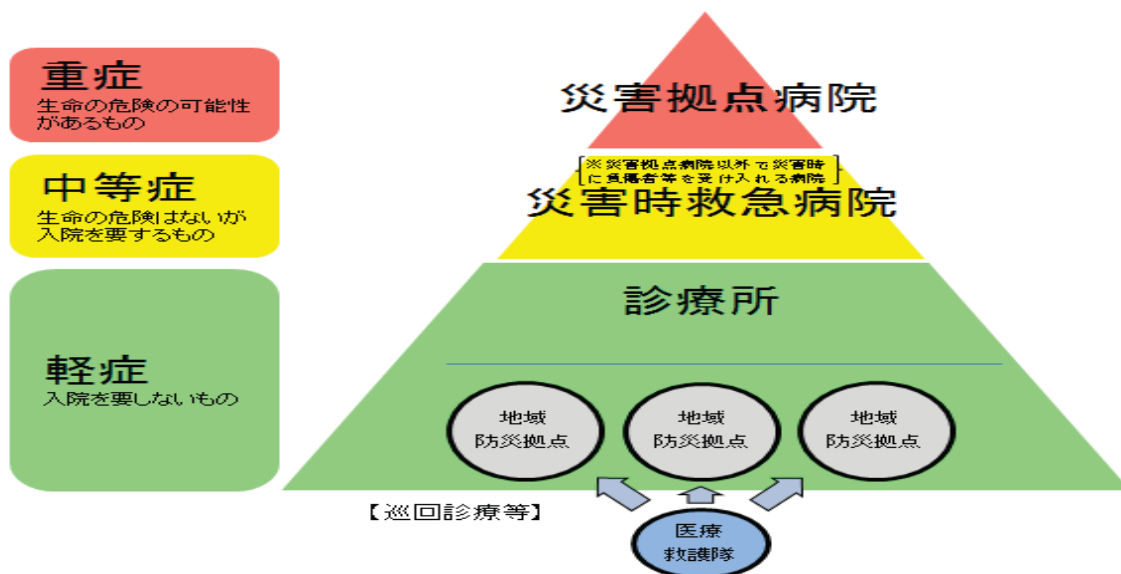 重症
生命の危険の可能性
があるもの
災害拠点病院
中等症
生命の危険はないが
入院を要するもの
※災害拠点病院以外で災害時
に負傷者等を受け入れる病院
災害時救急病院
軽症
入院を要しないもの
診療所
地域
防災拠点
地域
防災拠点
地域
防災拠点
【巡回診療等】
医療
救護隊